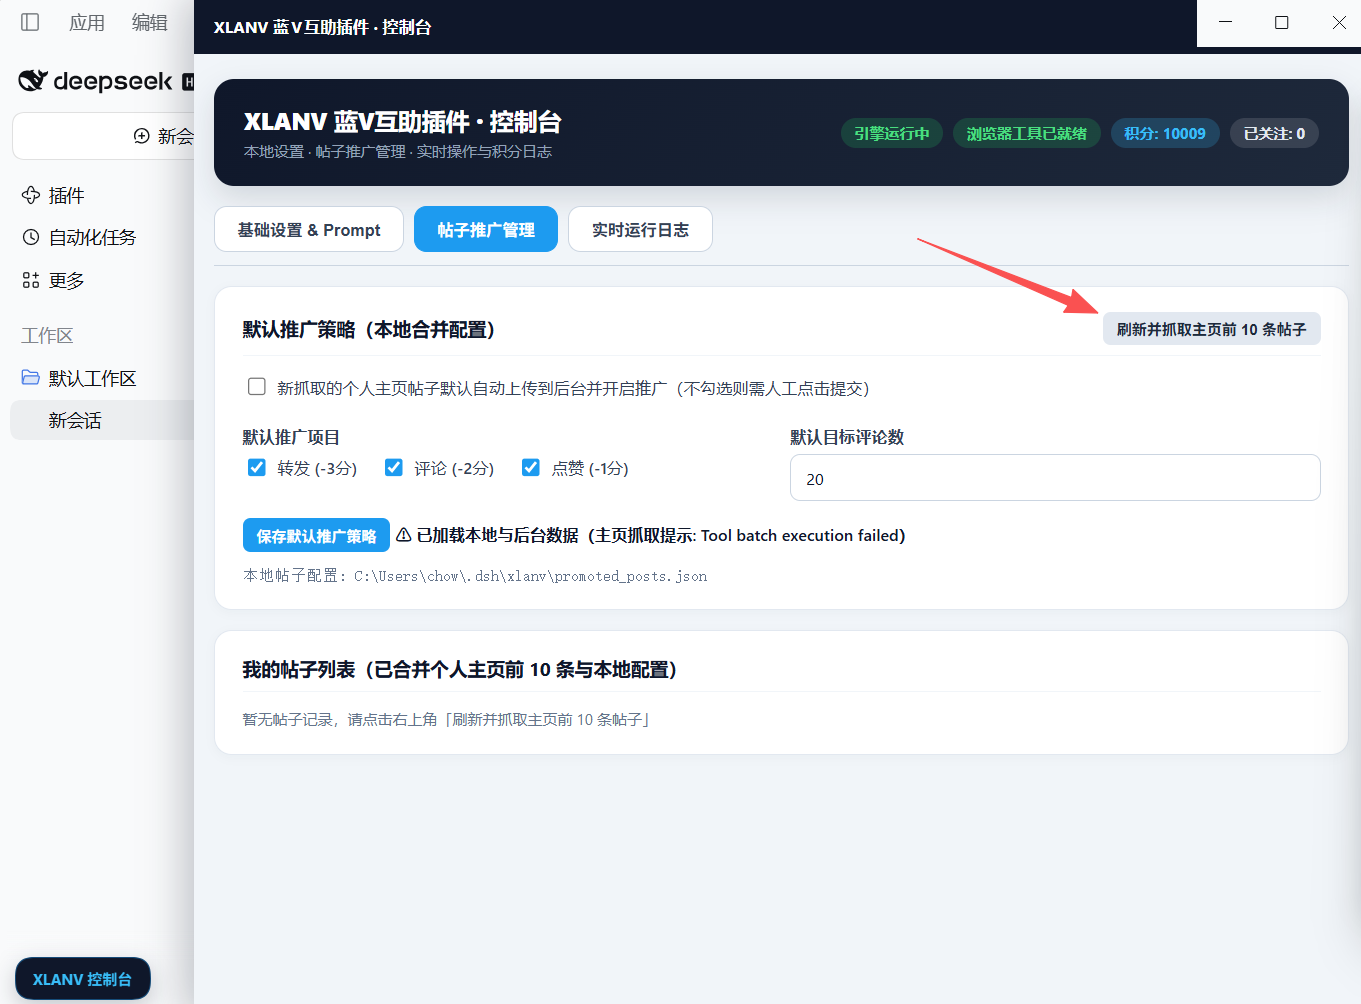 应用 编辑
XLANV 蓝V互助插件 · 控制台
deepseek
新会
插件
自动化任务
更多
工作区
默认工作区
新会话
XLANV 控制台
XLANV 蓝V互助插件 · 控制台
本地设置 · 帖子推广管理 · 实时操作与积分日志
引擎运行中
浏览器工具已就绪
积分: 10009
已关注: 0
基础设置 & Prompt
帖子推广管理
实时运行日志
默认推广策略（本地合并配置）
刷新并抓取主页前 10 条帖子
新抓取的个人主页帖子默认自动上传到后台并开启推广（不勾选则需人工点击提交）
默认推广项目
转发 (-3分) 评论 (-2分) 点赞 (-1分)
默认目标评论数
20
保存默认推广策略 ⚠ 已加载本地与后台数据（主页抓取提示: Tool batch execution failed）
本地帖子配置：C:\Users\chow\.dsh\xlanv\promoted_posts.json
我的帖子列表（已合并个人主页前 10 条与本地配置）
暂无帖子记录，请点击右上角「刷新并抓取主页前 10 条帖子」